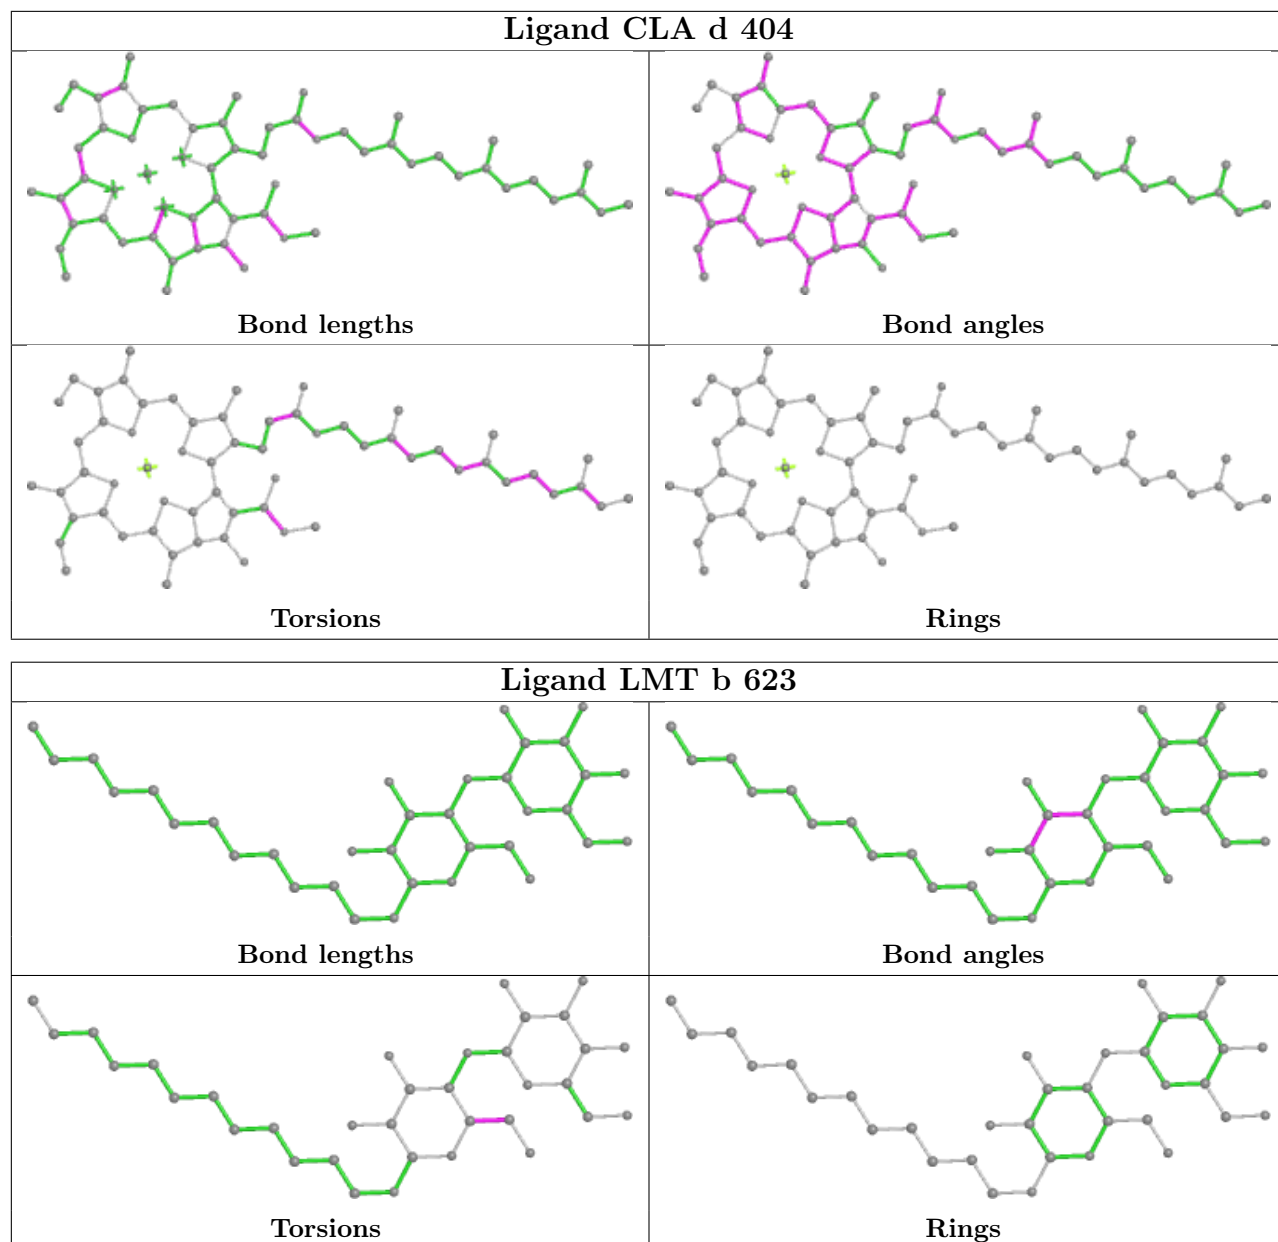 Ligand CLA d 404
Bond lengths
Bond angles
Torsions
Rings
Ligand LMT b 623
Bond lengths
Bond angles
Torsions
Rings